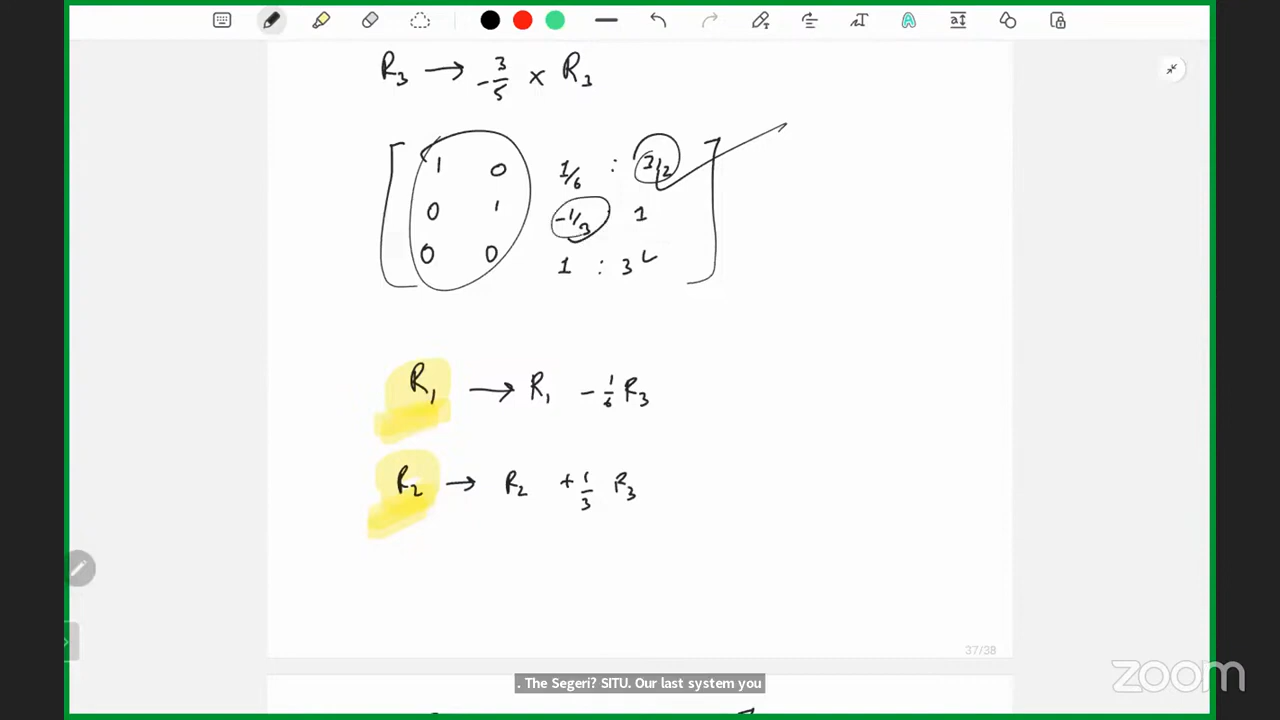 R₃ → -3/5 × R₃
1 0 1/6 : 3/2
0 1 -1/3 1
0 0 1 : 3
R₁ → R₁ - 1/6 R₃
R₂ → R₂ + 1/3 R₃
37/38
. The Segeri? SITU. Our last system you
zoom